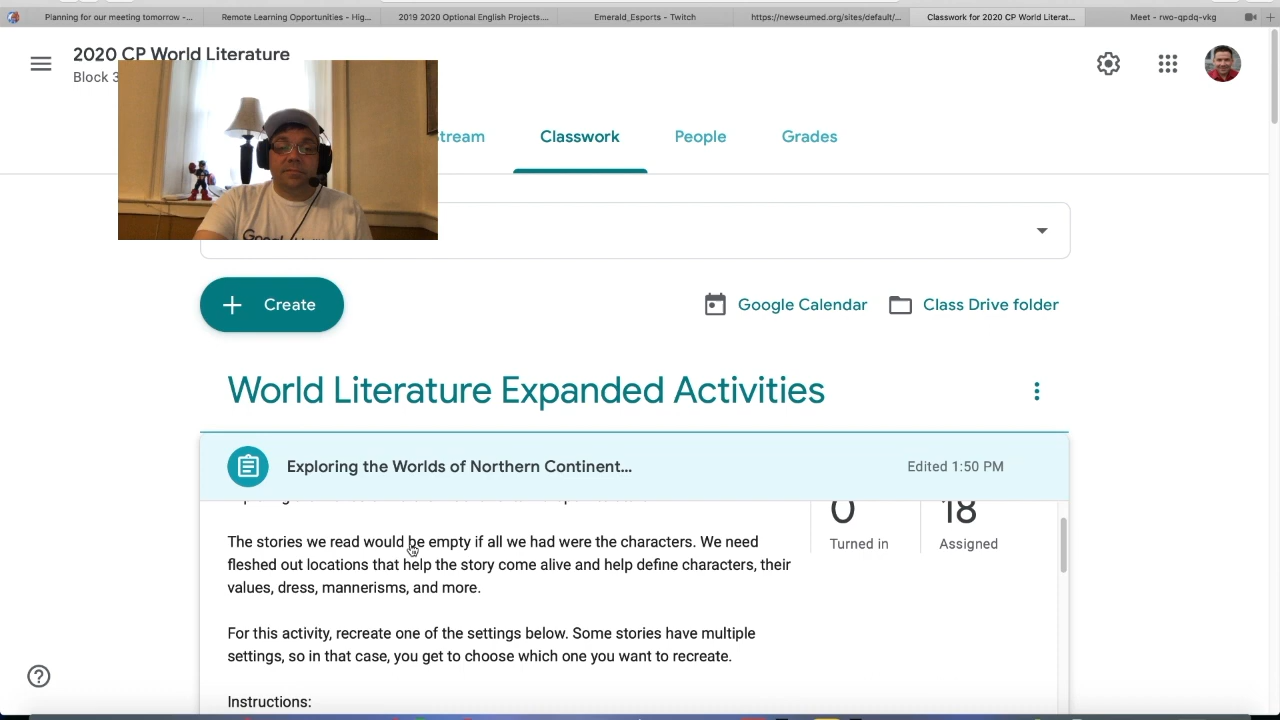 Planning for our meeting tomorrow -...
Remote Learning Opportunities - Hig...
2019 2020 Optional English Projects....
Emerald_Esports - Twitch
https://newseumed.org/sites/default/...
Classwork for 2020 CP World Literat...
Meet - rwo-qpdq-vkg
2020 CP World Literature
Block 3
Stream
Classwork
People
Grades
Create
Google Calendar
Class Drive folder
World Literature Expanded Activities
Exploring the Worlds of Northern Continent...
Edited 1:50 PM
0
18
Turned in
Assigned
The stories we read would be empty if all we had were the characters. We need
fleshed out locations that help the story come alive and help define characters, their
values, dress, mannerisms, and more.
For this activity, recreate one of the settings below. Some stories have multiple
settings, so in that case, you get to choose which one you want to recreate.
Instructions: